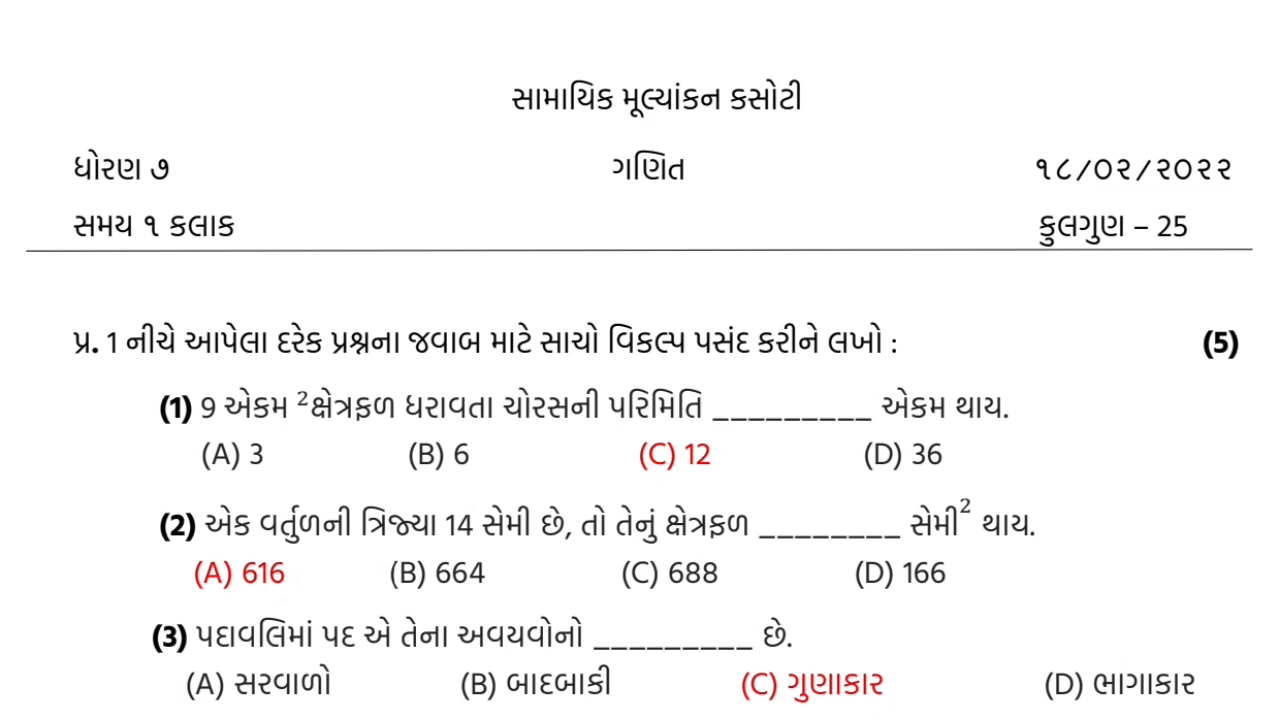 સામાયિક મૂલ્યાંકન કસોટી
ધોરણ ૭ ગણિત ૧૮/૦૨/૨૦૨૨
સમય ૧ કલાક કુલગુણ – 25
પ્ર. 1 નીચે આપેલા દરેક પ્રશ્નના જવાબ માટે સાચો વિકલ્પ પસંદ કરીને લખો : (5)
(1) 9 એકમ ²ક્ષેત્રફળ ધરાવતા ચોરસની પરિમિતિ _________ એકમ થાય.
(A) 3 (B) 6 (C) 12 (D) 36
(2) એક વર્તુળની ત્રિજ્યા 14 સેમી છે, તો તેનું ક્ષેત્રફળ ________ સેમી² થાય.
(A) 616 (B) 664 (C) 688 (D) 166
(3) પદાવલિમાં પદ એ તેના અવયવોનો _________ છે.
(A) સરવાળો (B) બાદબાકી (C) ગુણાકાર (D) ભાગાકાર